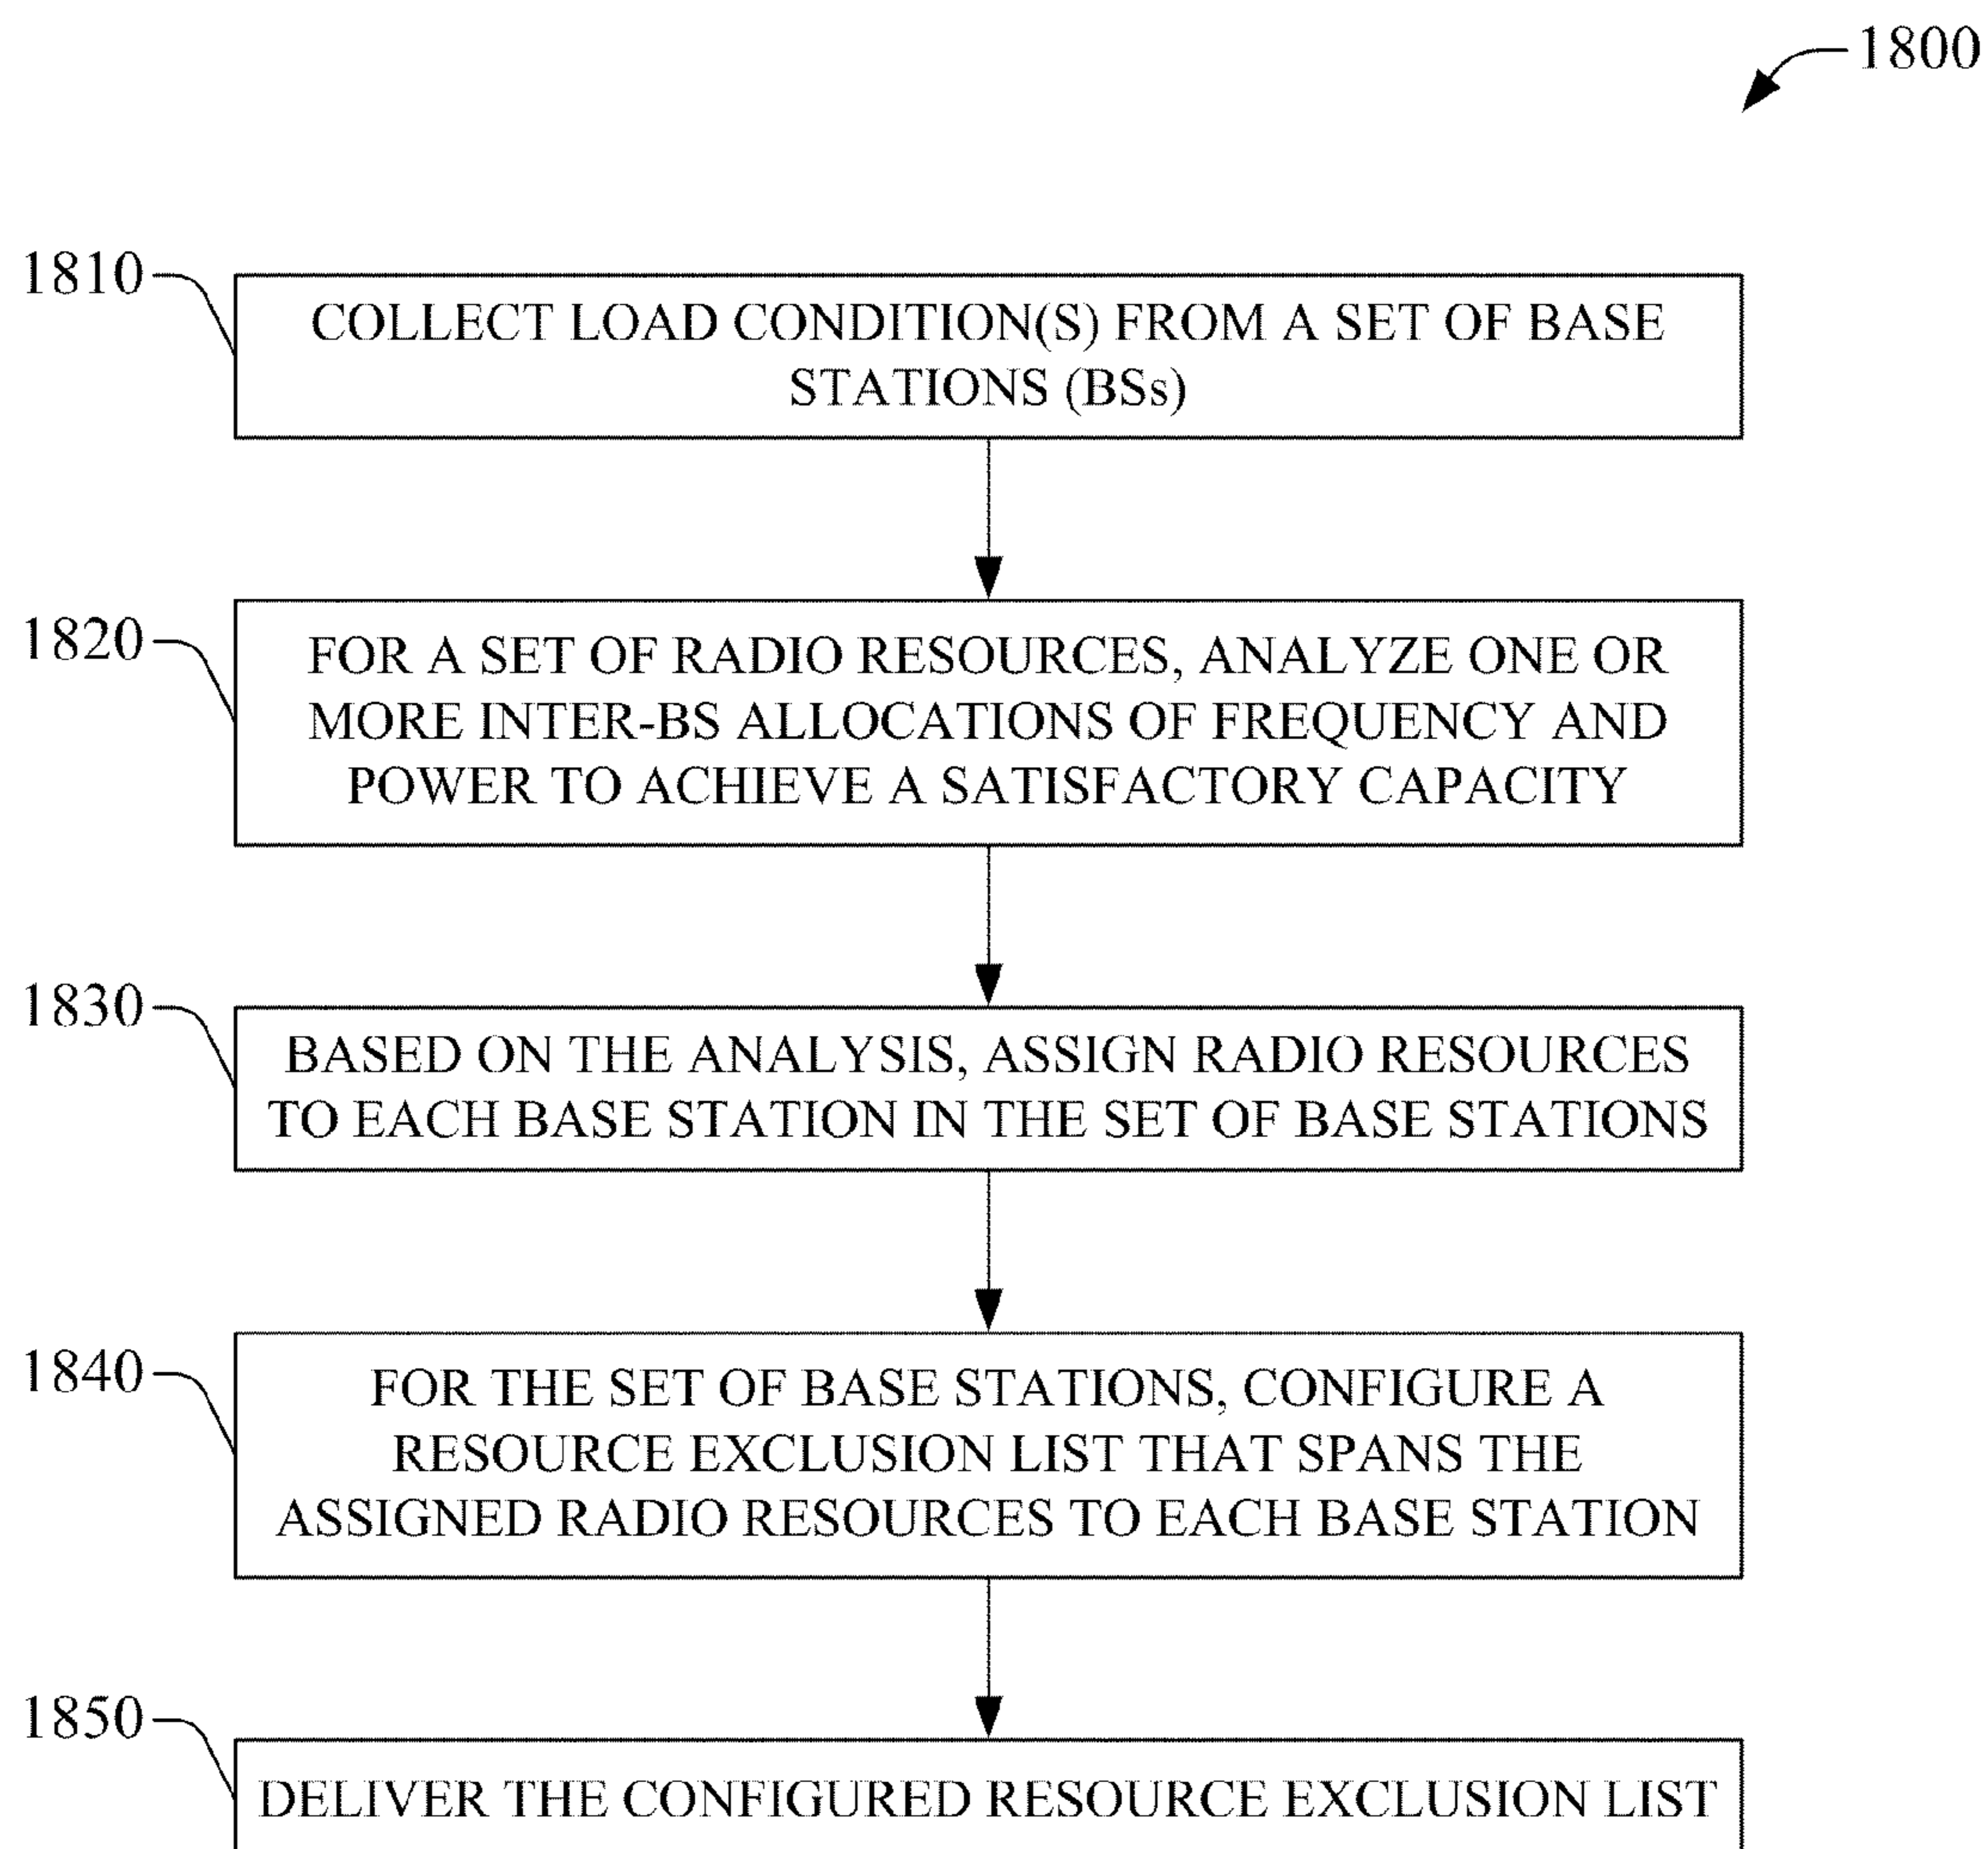 1800
1810
COLLECT LOAD CONDITION(S) FROM A SET OF BASE
STATIONS (BSs)
1820
FOR A SET OF RADIO RESOURCES, ANALYZE ONE OR
MORE INTER-BS ALLOCATIONS OF FREQUENCY AND
POWER TO ACHIEVE A SATISFACTORY CAPACITY
1830
BASED ON THE ANALYSIS, ASSIGN RADIO RESOURCES
TO EACH BASE STATION IN THE SET OF BASE STATIONS
1840
FOR THE SET OF BASE STATIONS, CONFIGURE A
RESOURCE EXCLUSION LIST THAT SPANS THE
ASSIGNED RADIO RESOURCES TO EACH BASE STATION
1850
DELIVER THE CONFIGURED RESOURCE EXCLUSION LIST